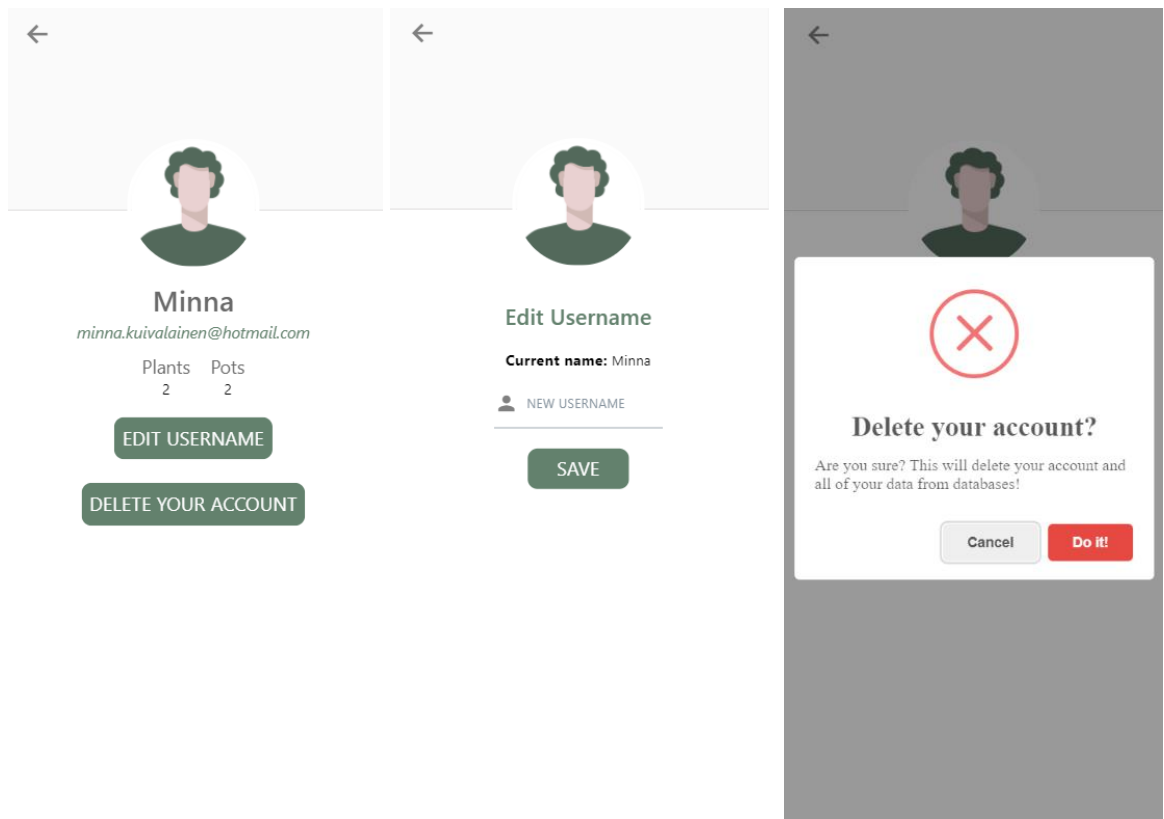 Minna
minna.kuivalainen@hotmail.com
Plants Pots
2 2
EDIT USERNAME
DELETE YOUR ACCOUNT
Edit Username
Current name: Minna
NEW USERNAME
SAVE
Delete your account?
Are you sure? This will delete your account and
all of your data from databases!
Cancel Do it!